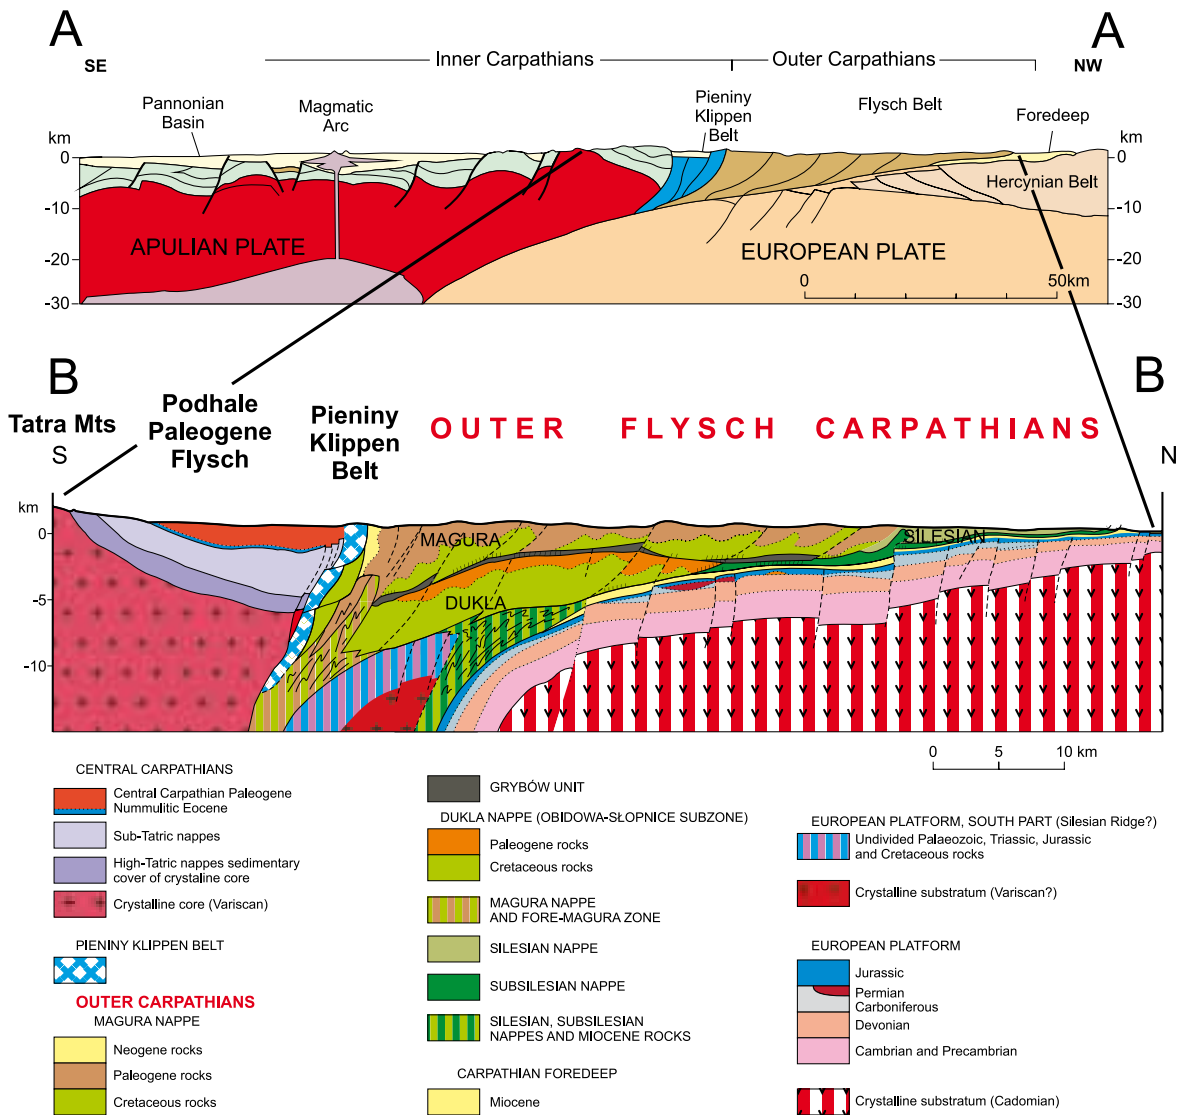 A
A
SE
Inner Carpathians
Outer Carpathians
NW
Pannonian
Basin
Magmatic
Arc
Pieniny
Klippen
Belt
Flysch Belt
Foredeep
km
km
0
0
Hercynian Belt
-10
-10
APULIAN PLATE
EUROPEAN PLATE
-20
-20
0
50km
-30
-30
B
B
Tatra Mts
Podhale
Paleogene
Flysch
Pieniny
Klippen
Belt
OUTER FLYSCH CARPATHIANS
S
N
km
0
MAGURA
SILESIAN
-5
DUKLA
-10
0
5
10 km
CENTRAL CARPATHIANS
Central Carpathian Paleogene
Nummulitic Eocene
Sub-Tatric nappes
High-Tatric nappes sedimentary
cover of crystaline core
Crystalline core (Variscan)
PIENINY KLIPPEN BELT
OUTER CARPATHIANS
MAGURA NAPPE
Neogene rocks
Paleogene rocks
Cretaceous rocks
GRYBÓW UNIT
DUKLA NAPPE (OBIDOWA-SŁOPNICE SUBZONE)
Paleogene rocks
Cretaceous rocks
MAGURA NAPPE
AND FORE-MAGURA ZONE
SILESIAN NAPPE
SUBSILESIAN NAPPE
SILESIAN, SUBSILESIAN
NAPPES AND MIOCENE ROCKS
CARPATHIAN FOREDEEP
Miocene
EUROPEAN PLATFORM, SOUTH PART (Silesian Ridge?)
Undivided Palaeozoic, Triassic, Jurassic
and Cretaceous rocks
Crystalline substratum (Variscan?)
EUROPEAN PLATFORM
Jurassic
Permian
Carboniferous
Devonian
Cambrian and Precambrian
Crystalline substratum (Cadomian)